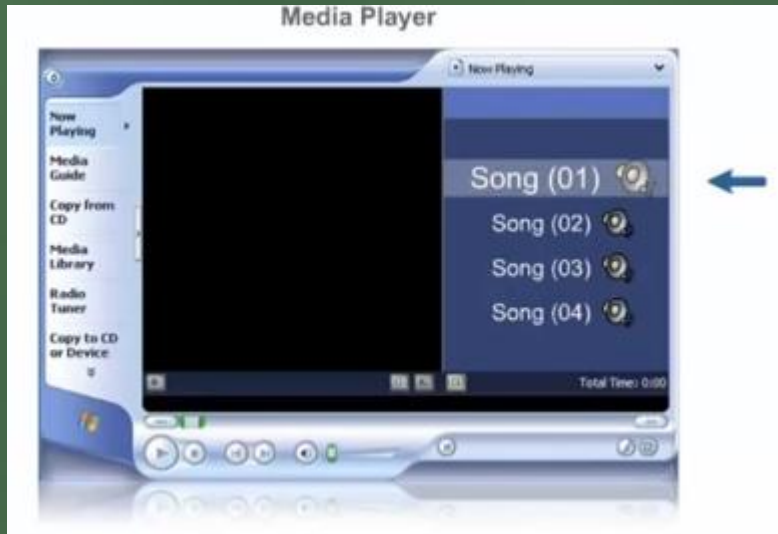 Media Player
Now Playing
Now
Playing
Media
Guide
Copy from
CD
Media
Library
Radio
Tuner
Copy to CD
or Device
Song (01)
Song (02)
Song (03)
Song (04)
Total Time: 0:00